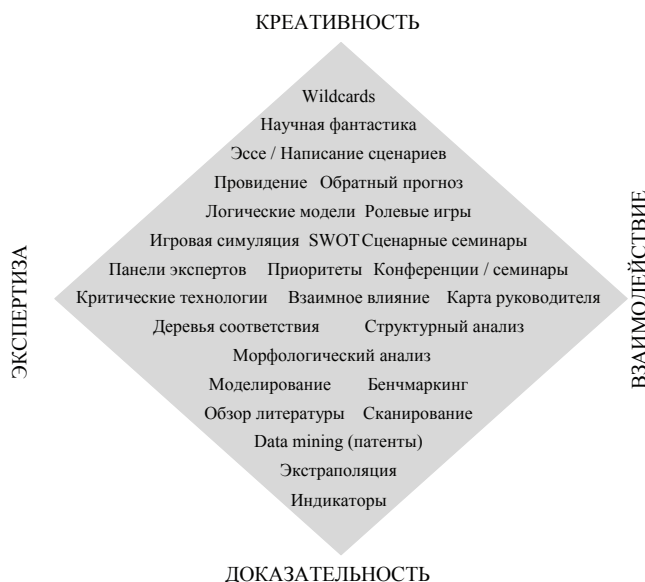 КРЕАТИВНОСТЬ
Wildcards
Научная фантастика
Эссе / Написание сценариев
Провидение Обратный прогноз
Логические модели Ролевые игры
Игровая симуляция SWOT Сценарные семинары
Панели экспертов Приоритеты Конференции / семинары
Критические технологии Взаимное влияние Карта руководителя
Деревья соответствия Структурный анализ
Морфологический анализ
Моделирование Бенчмаркинг
Обзор литературы Сканирование
Data mining (патенты)
Экстраполяция
Индикаторы
ЭКСПЕРТИЗА
ВЗАИМОДЕЙСТВИЕ
ДОКАЗАТЕЛЬНОСТЬ